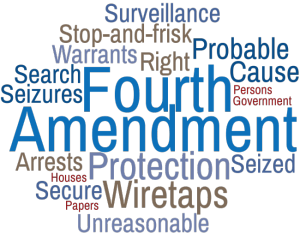 Surveillance
Stop-and-frisk
Warrants Right Probable
Search Fourth Cause
Seizures Persons
Government
Amendment
Arrests Protection Seized
Houses
Secure Wiretaps
Papers
Unreasonable